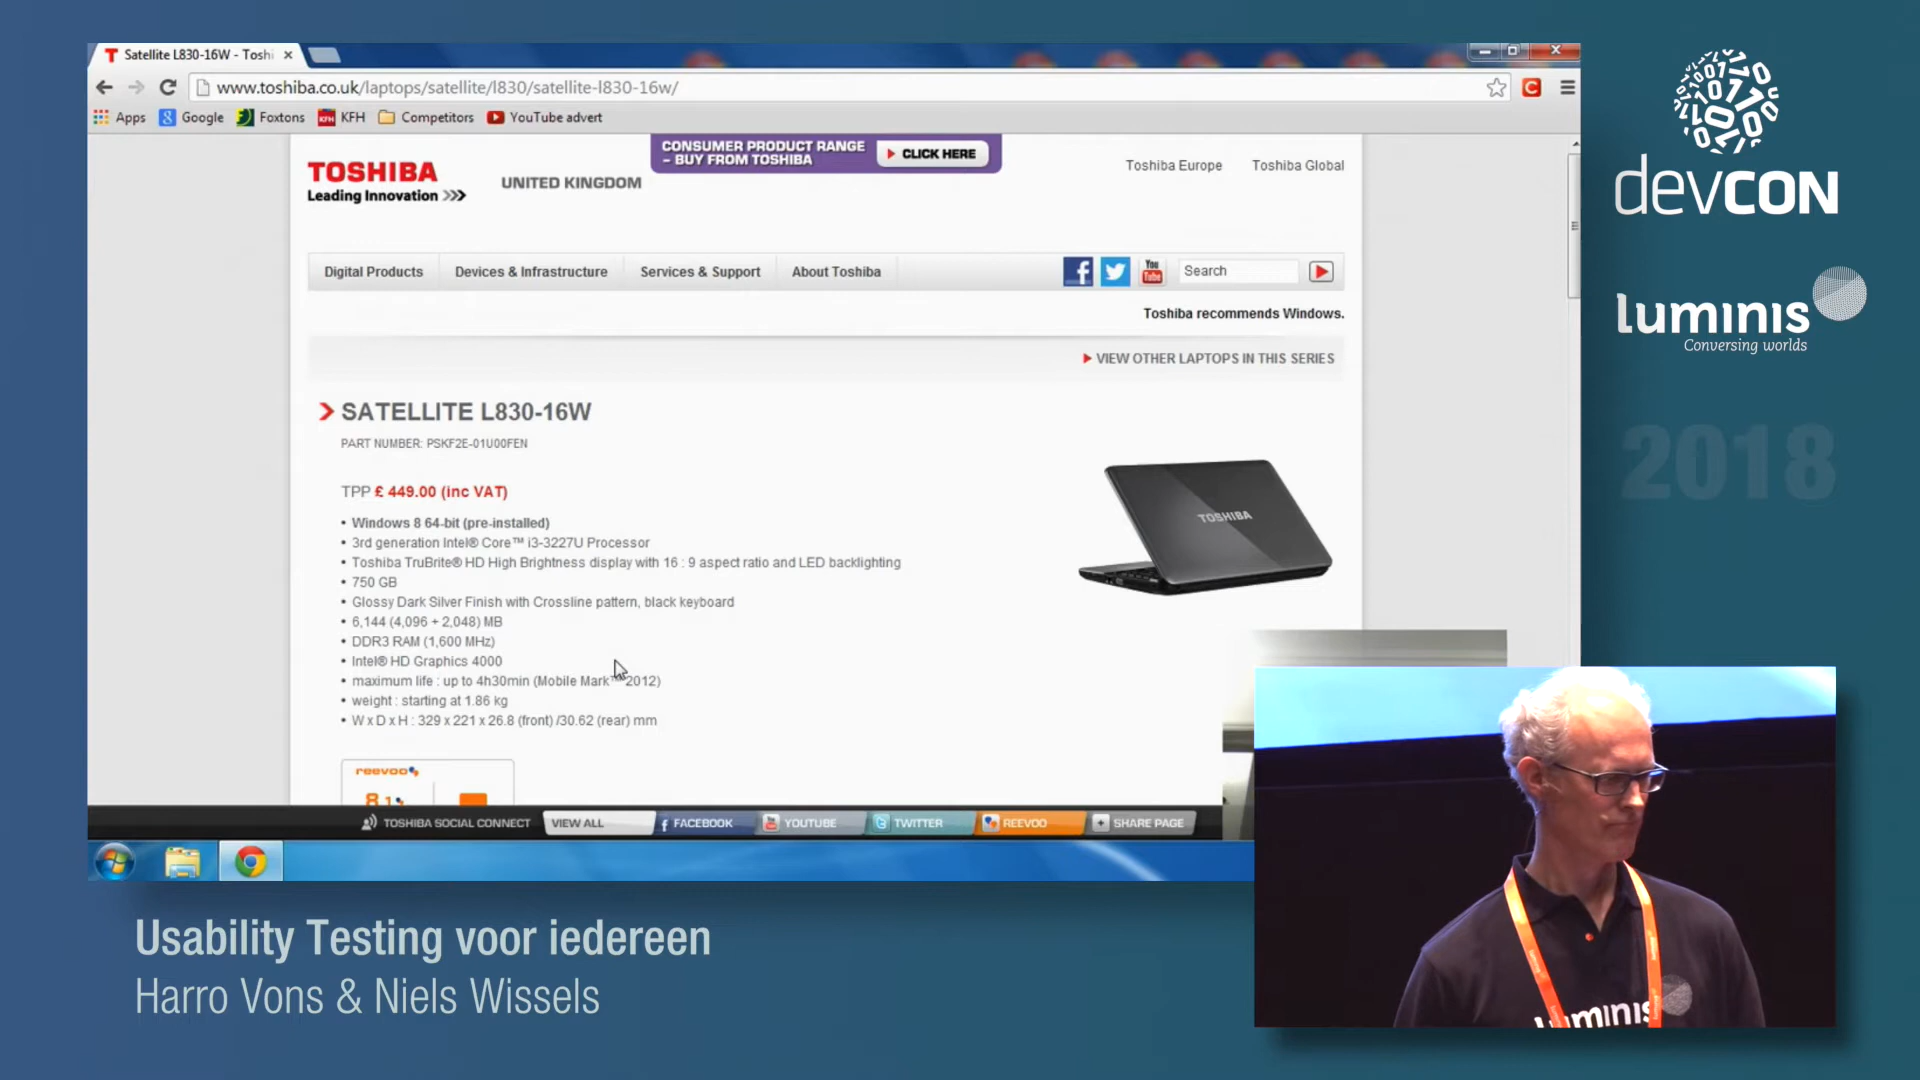 Satellite L830-16W - Toshi
www.toshiba.co.uk/laptops/satellite/l830/satellite-l830-16w/
Apps Google Foxtons KFH KFH Competitors YouTube advert
CONSUMER PRODUCT RANGE
– BUY FROM TOSHIBA
CLICK HERE
TOSHIBA
Leading Innovation >>>
UNITED KINGDOM
Toshiba Europe Toshiba Global
Digital Products Devices & Infrastructure Services & Support About Toshiba You Tube Search
Toshiba recommends Windows.
VIEW OTHER LAPTOPS IN THIS SERIES
SATELLITE L830-16W
PART NUMBER: PSKF2E-01U00FEN
TPP £ 449.00 (inc VAT)
• Windows 8 64-bit (pre-installed)
• 3rd generation Intel® Core™ i3-3227U Processor
• Toshiba TruBrite® HD High Brightness display with 16 : 9 aspect ratio and LED backlighting
• 750 GB
• Glossy Dark Silver Finish with Crossline pattern, black keyboard
• 6,144 (4,096 + 2,048) MB
• DDR3 RAM (1,600 MHz)
• Intel® HD Graphics 4000
• maximum life : up to 4h30min (Mobile Mark™ 2012)
• weight : starting at 1.86 kg
• W x D x H : 329 x 221 x 26.8 (front) /30.62 (rear) mm
TOSHIBA
reevoo
8.1
TOSHIBA SOCIAL CONNECT VIEW ALL FACEBOOK YOUTUBE TWITTER REEVOO SHARE PAGE
devCON
luminis
Conversing worlds
2018
luminis
Usability Testing voor iedereen
Harro Vons & Niels Wissels